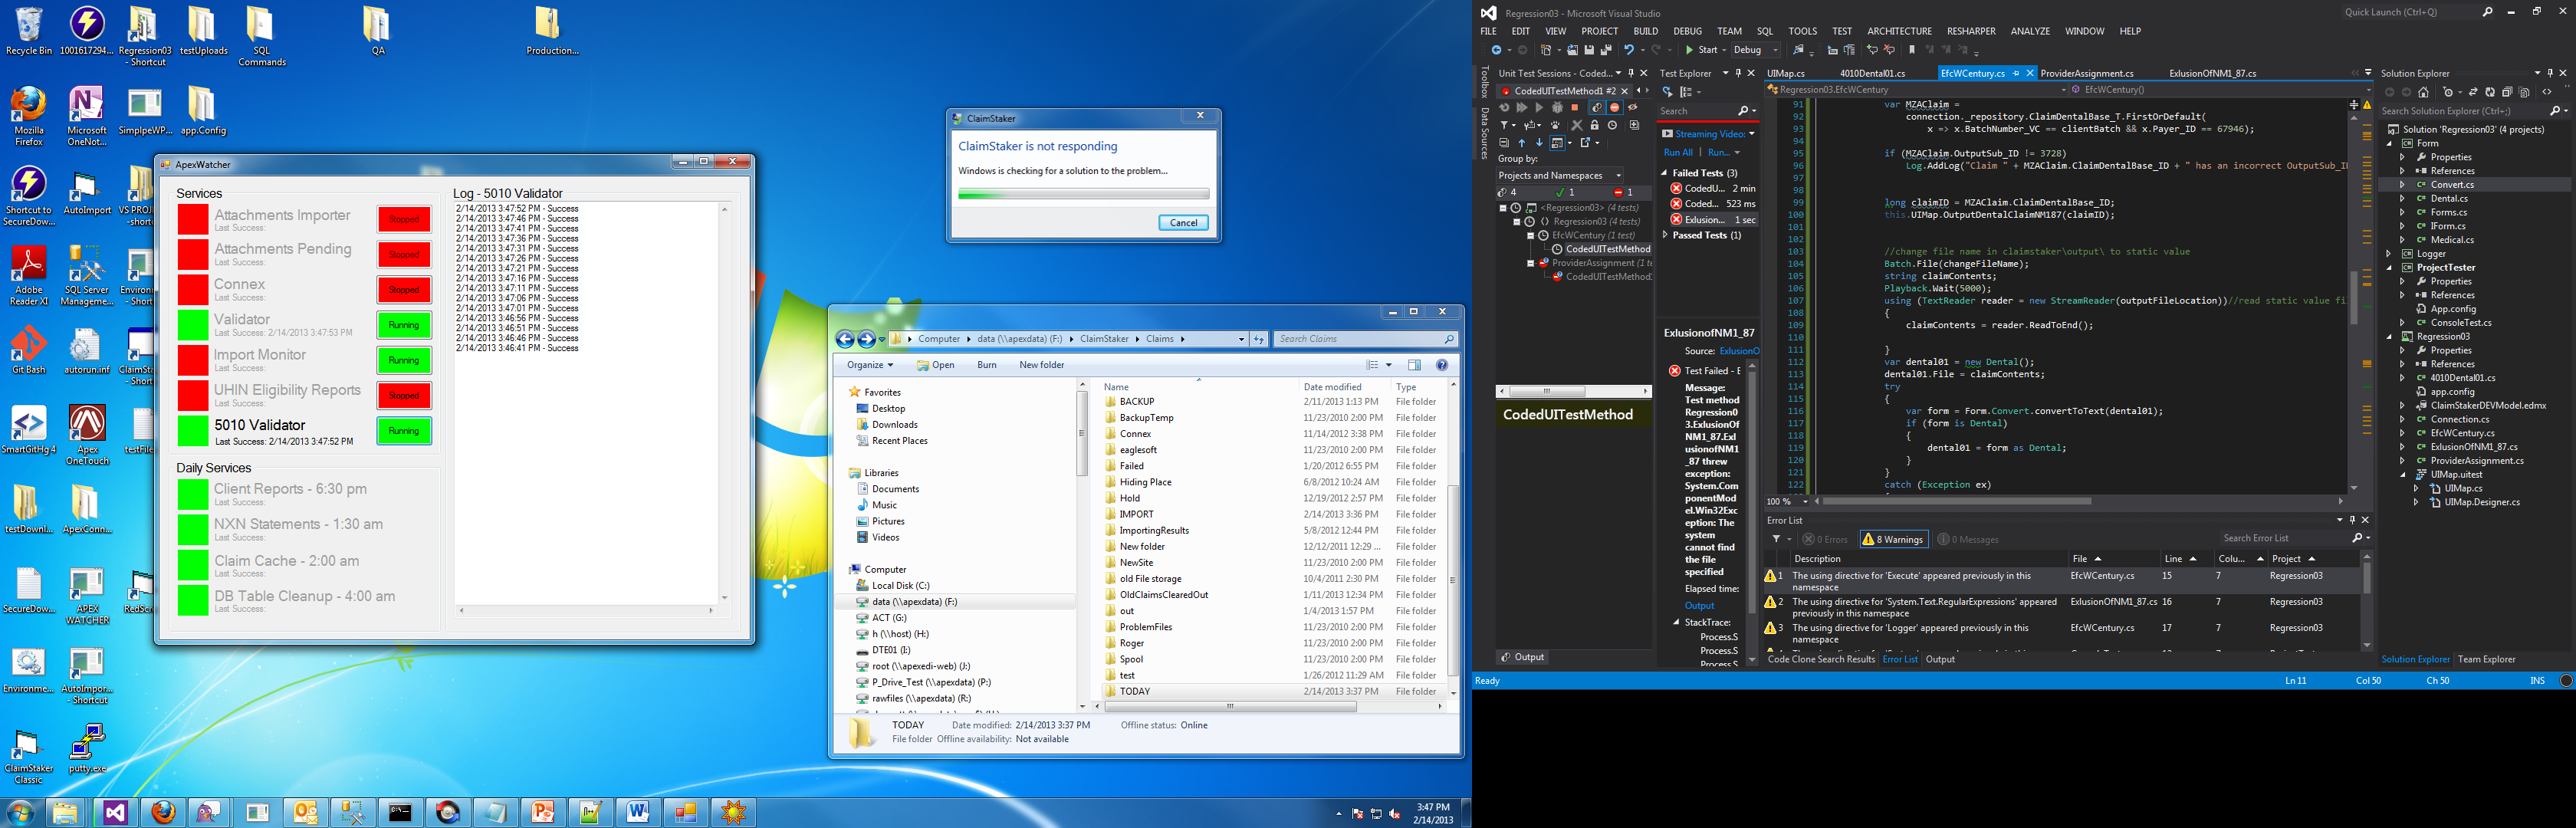 Recycle Bin
1001617294...
Regression03
- Shortcut
testUploads
SQL
Commands
QA
Production...
Mozilla
Firefox
Microsoft
OneNot...
SimplpeWP...
app.Config
Shortcut to
SecureDow...
AutoImport
VS PROJ
-short
Adobe
Reader XI
SQL Server
Manageme...
Environ
- Sho
Git Bash
autorun.inf
ClaimSta
- Short
SmartGitHg 4
Apex
OneTouch
testFile
testDownl...
ApexConn...
SecureDow...
APEX
WATCHER
RedScr
Environme...
AutoImpor...
- Shortcut
ClaimStaker
Classic
putty.exe
ApexWatcher
Services
Attachments Importer
Last Success:
Stopped
Attachments Pending
Last Success:
Stopped
Connex
Last Success:
Stopped
Validator
Last Success: 2/14/2013 3:47:53 PM
Running
Import Monitor
Last Success:
Running
UHIN Eligibility Reports
Last Success:
Stopped
5010 Validator
Last Success: 2/14/2013 3:47:52 PM
Running
Daily Services
Client Reports - 6:30 pm
Last Success:
NXN Statements - 1:30 am
Last Success:
Claim Cache - 2:00 am
Last Success:
DB Table Cleanup - 4:00 am
Last Success:
Log - 5010 Validator
2/14/2013 3:47:52 PM - Success
2/14/2013 3:47:46 PM - Success
2/14/2013 3:47:41 PM - Success
2/14/2013 3:47:36 PM - Success
2/14/2013 3:47:31 PM - Success
2/14/2013 3:47:26 PM - Success
2/14/2013 3:47:21 PM - Success
2/14/2013 3:47:16 PM - Success
2/14/2013 3:47:11 PM - Success
2/14/2013 3:47:06 PM - Success
2/14/2013 3:47:01 PM - Success
2/14/2013 3:46:56 PM - Success
2/14/2013 3:46:51 PM - Success
2/14/2013 3:46:46 PM - Success
2/14/2013 3:46:41 PM - Success
ClaimStaker
ClaimStaker is not responding
Windows is checking for a solution to the problem...
Cancel
Computer data (\\apexdata) (F:) ClaimStaker Claims
Search Claims
Organize Open Burn New folder
Favorites
Desktop
Downloads
Recent Places
Libraries
Documents
Music
Pictures
Videos
Computer
Local Disk (C:)
data (\\apexdata) (F:)
ACT (G:)
h (\\host) (H:)
DTE01 (I:)
root (\\apexedi-web) (J:)
P_Drive_Test (\\apexdata) (P:)
rawfiles (\\apexdata) (R:)
Name Date modified Type
BACKUP 2/11/2013 1:13 PM File folder
BackupTemp 11/23/2010 2:00 PM File folder
Connex 11/14/2012 3:38 PM File folder
eaglesoft 11/23/2010 2:00 PM File folder
Failed 1/20/2012 6:55 PM File folder
Hiding Place 6/8/2012 10:24 AM File folder
Hold 12/19/2012 2:57 PM File folder
IMPORT 2/14/2013 3:36 PM File folder
ImportingResults 5/8/2012 12:44 PM File folder
New folder 12/12/2011 12:29 ... File folder
NewSite 11/23/2010 2:00 PM File folder
old File storage 10/4/2011 2:30 PM File folder
OldClaimsClearedOut 1/11/2013 12:34 PM File folder
out 1/4/2013 1:57 PM File folder
ProblemFiles 11/23/2010 2:00 PM File folder
Roger 11/23/2010 2:00 PM File folder
Spool 11/23/2010 2:00 PM File folder
test 1/26/2012 11:29 AM File folder
TODAY 2/14/2013 3:37 PM File folder
TODAY Date modified: 2/14/2013 3:37 PM Offline status: Online
File folder Offline availability: Not available
3:47 PM
2/14/2013
Regression03 - Microsoft Visual Studio
Quick Launch (Ctrl+Q)
FILE EDIT VIEW PROJECT BUILD DEBUG TEAM SQL TOOLS TEST ARCHITECTURE RESHARPER ANALYZE WINDOW HELP
Start Debug
Toolbox
Data Sources
Unit Test Sessions - Coded...
CodedUITestMethod1 #2
Group by:
Projects and Namespaces
4 1 1
<Regression03> (4 tests)
Regression03 (4 tests)
EfcWCentury (1 test)
CodedUITestMethod
ProviderAssignment (1 te
CodedUITestMethod:
CodedUITestMethod
Output
Test Explorer
Search
Streaming Video:
Run All Run...
Failed Tests (3)
CodedU... 2 min
Coded... 523 ms
Exlusion... 1 sec
Passed Tests (1)
ExlusionofNM1_87
Source: ExlusionO
Test Failed - E
Message:
Test method
Regression0
3.ExlusionOf
NM1_87.Exl
usionofNM1
_87 threw
exception:
System.Com
ponentMod
el.Win32Exc
eption: The
system
cannot find
the file
specified
Elapsed time:
Output
StackTrace:
Process.S
Process.S
Process.S
UIMap.cs 4010Dental01.cs EfcWCentury.cs ProviderAssignment.cs ExlusionOfNM1_87.cs
Regression03.EfcWCentury EfcWCentury()
91 var MZAClaim =
92 connection._repository.ClaimDentalBase_T.FirstOrDefault(
93 x => x.BatchNumber_VC == clientBatch && x.Payer_ID == 67946);
94
95 if (MZAClaim.OutputSub_ID != 3728)
96 Log.AddLog("Claim " + MZAClaim.ClaimDentalBase_ID + " has an incorrect OutputSub_I
97
98
99 long claimID = MZAClaim.ClaimDentalBase_ID;
100 this.UIMap.OutputDentalClaimNM187(claimID);
101
102
103 //change file name in claimstaker\output\ to static value
104 Batch.File(changeFileName);
105 string claimContents;
106 Playback.Wait(5000);
107 using (TextReader reader = new StreamReader(outputFileLocation))//read static value fi
108 {
109 claimContents = reader.ReadToEnd();
110
111 }
112 var dental01 = new Dental();
113 dental01.File = claimContents;
114 try
115 {
116 var form = Form.Convert.convertToText(dental01);
117 if (form is Dental)
118 {
119 dental01 = form as Dental;
120 }
121 }
122 catch (Exception ex)
100 %
Error List
0 Errors 8 Warnings 0 Messages
Search Error List
Description File Line Colu... Project
1 The using directive for 'Execute' appeared previously in this namespace EfcWCentury.cs 15 7 Regression03
2 The using directive for 'System.Text.RegularExpressions' appeared previously in this namespace ExlusionOfNM1_87.cs 16 7 Regression03
3 The using directive for 'Logger' appeared previously in this namespace EfcWCentury.cs 17 7 Regression03
Code Clone Search Results Error List Output
Solution Explorer
Search Solution Explorer (Ctrl+;)
Solution 'Regression03' (4 projects)
Form
Properties
References
Convert.cs
Dental.cs
Forms.cs
IForm.cs
Medical.cs
Logger
ProjectTester
Properties
References
App.config
ConsoleTest.cs
Regression03
Properties
References
4010Dental01.cs
app.config
ClaimStakerDEVModel.edmx
Connection.cs
EfcWCentury.cs
ExlusionOfNM1_87.cs
ProviderAssignment.cs
UIMap.uitest
UIMap.cs
UIMap.Designer.cs
Solution Explorer Team Explorer
Ready Ln 11 Col 50 Ch 50 INS